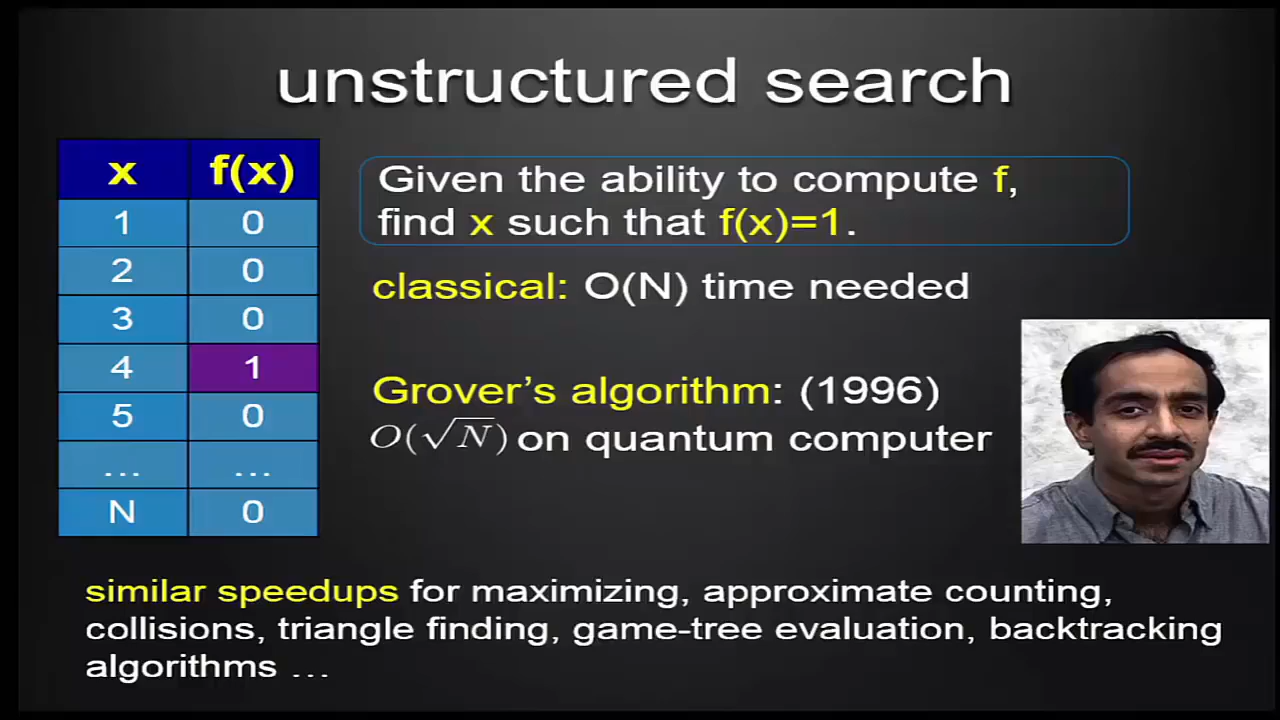 unstructured search
x f(x)
1 0
2 0
3 0
4 1
5 0
... ...
N 0
Given the ability to compute f,
find x such that f(x)=1.
classical: O(N) time needed
Grover's algorithm: (1996)
O(√N) on quantum computer
similar speedups for maximizing, approximate counting,
collisions, triangle finding, game-tree evaluation, backtracking
algorithms ...